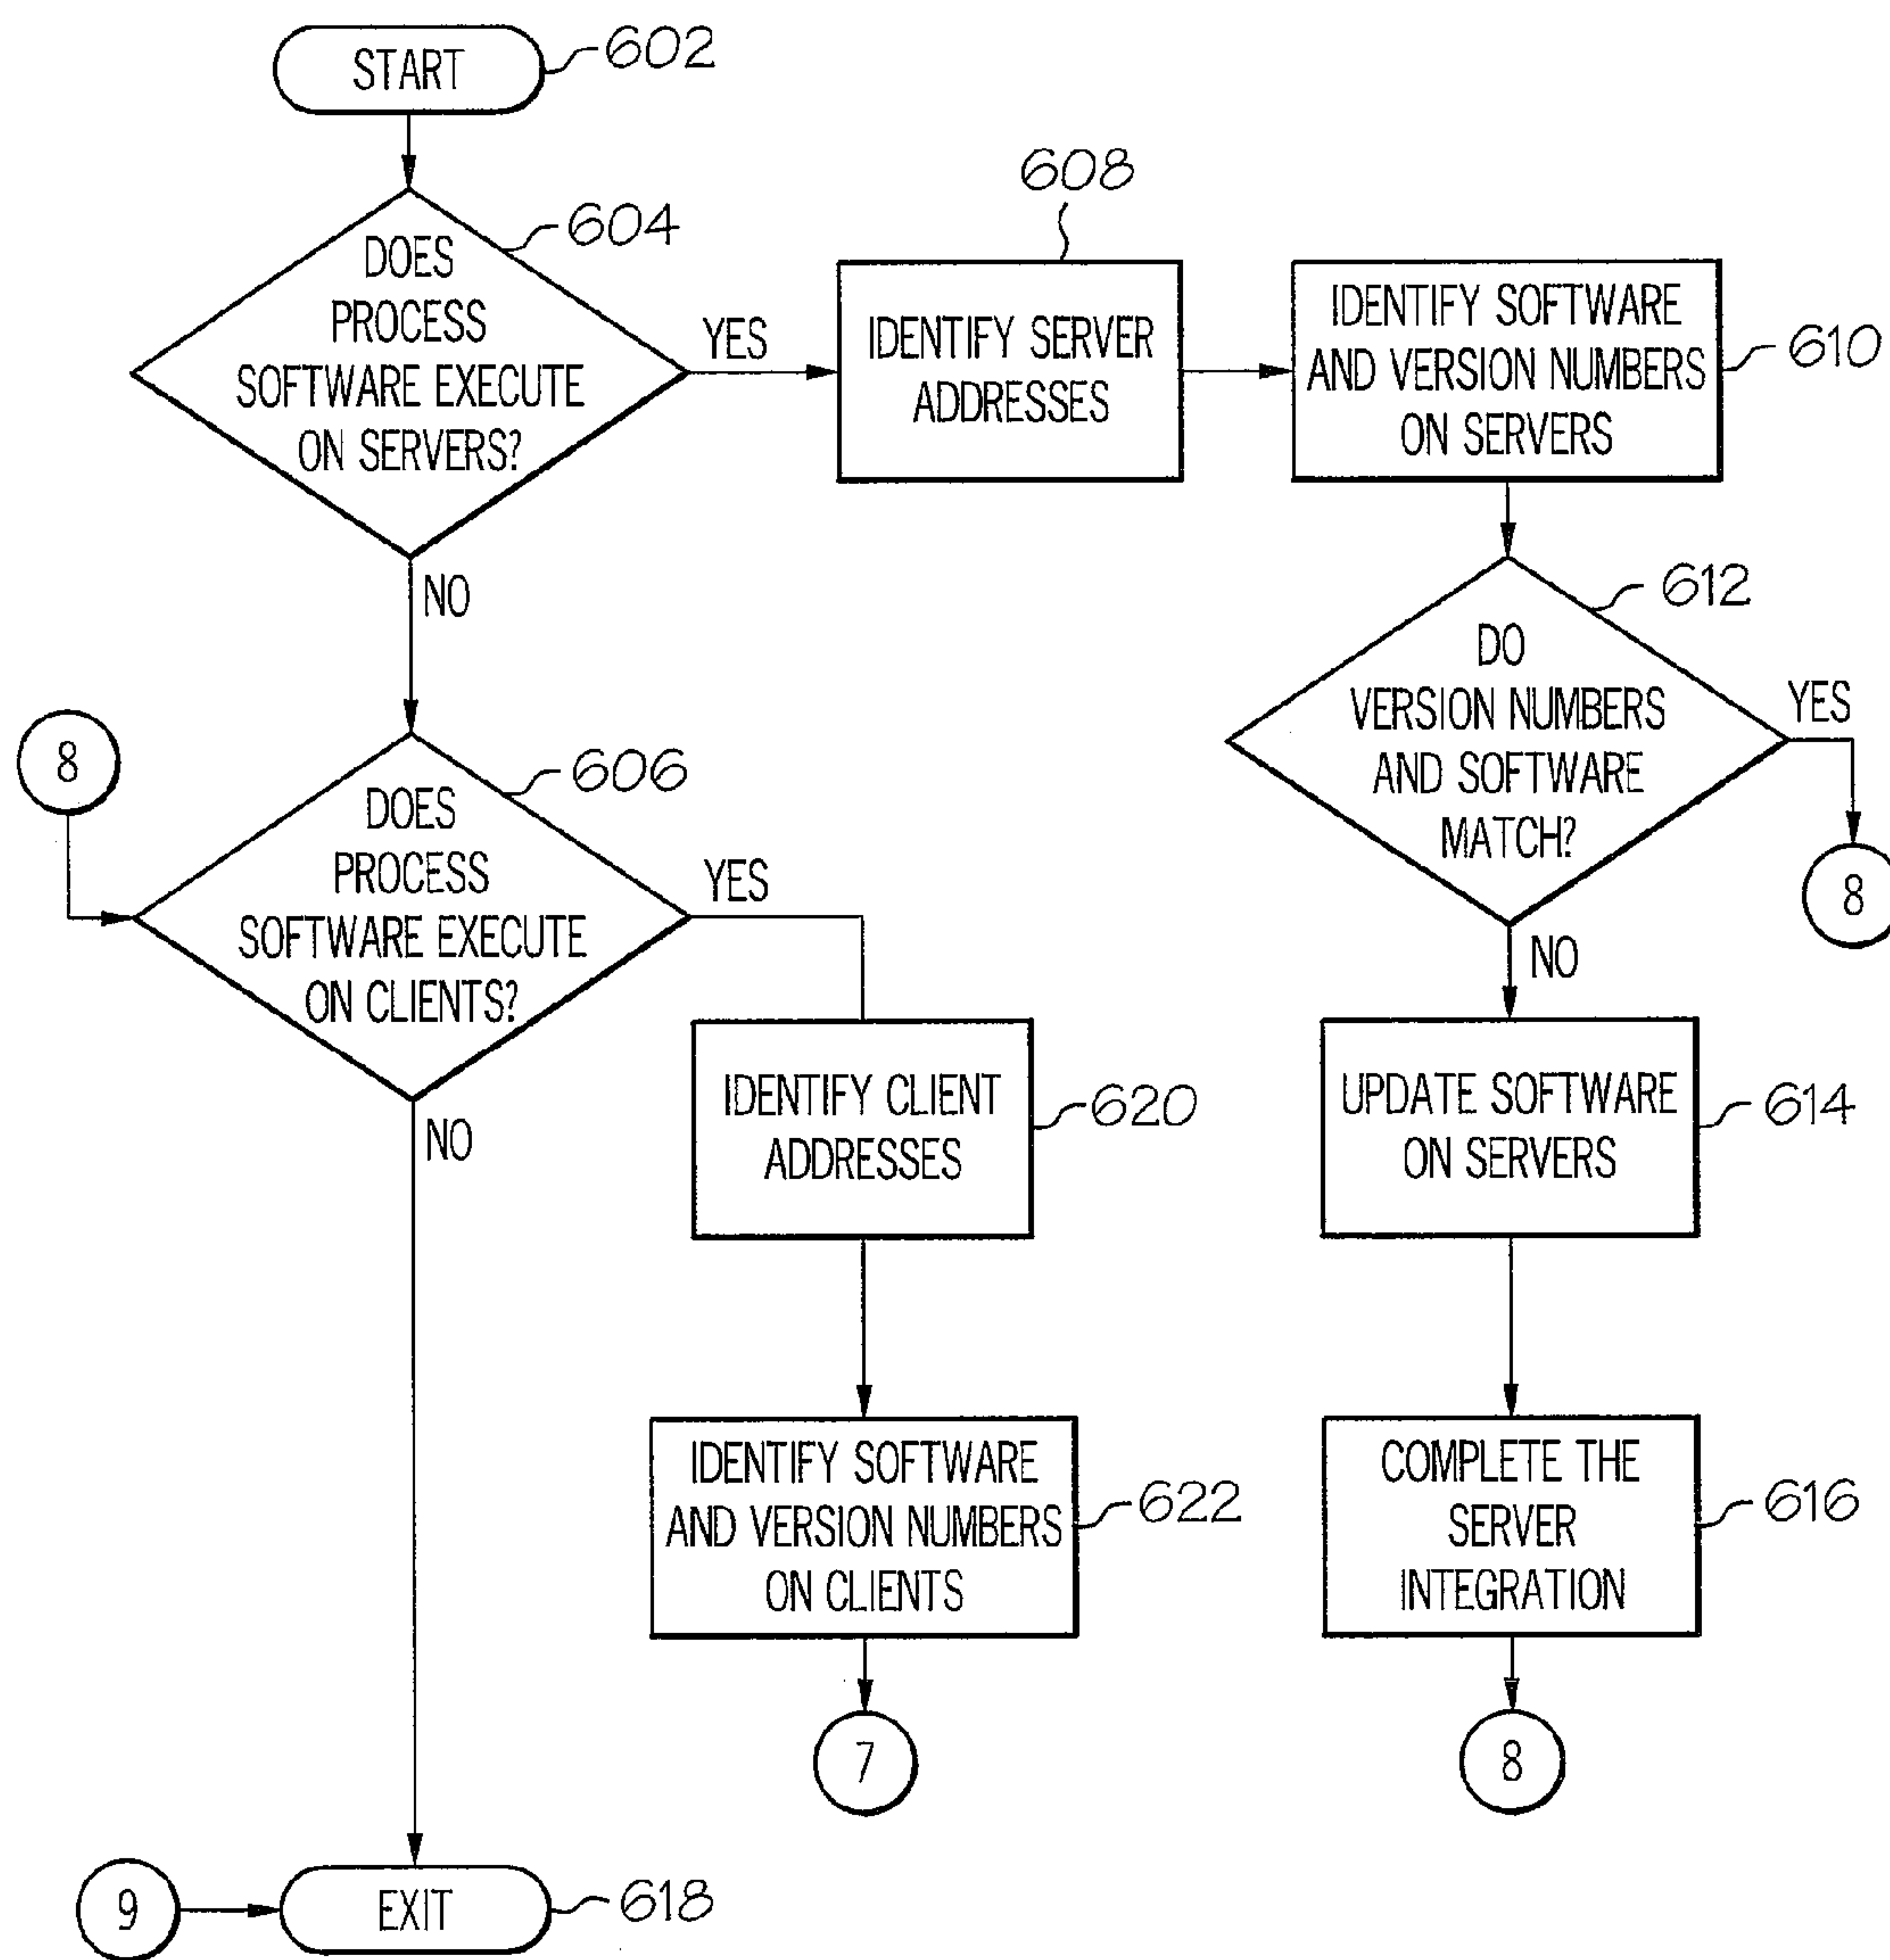 START
602
DOES
PROCESS
SOFTWARE EXECUTE
ON SERVERS?
604
YES
NO
608
IDENTIFY SERVER
ADDRESSES
IDENTIFY SOFTWARE
AND VERSION NUMBERS
ON SERVERS
610
DO
VERSION NUMBERS
AND SOFTWARE
MATCH?
612
YES
8
NO
8
DOES
PROCESS
SOFTWARE EXECUTE
ON CLIENTS?
606
YES
NO
IDENTIFY CLIENT
ADDRESSES
620
UPDATE SOFTWARE
ON SERVERS
614
IDENTIFY SOFTWARE
AND VERSION NUMBERS
ON CLIENTS
622
COMPLETE THE
SERVER
INTEGRATION
616
7
8
9
EXIT
618